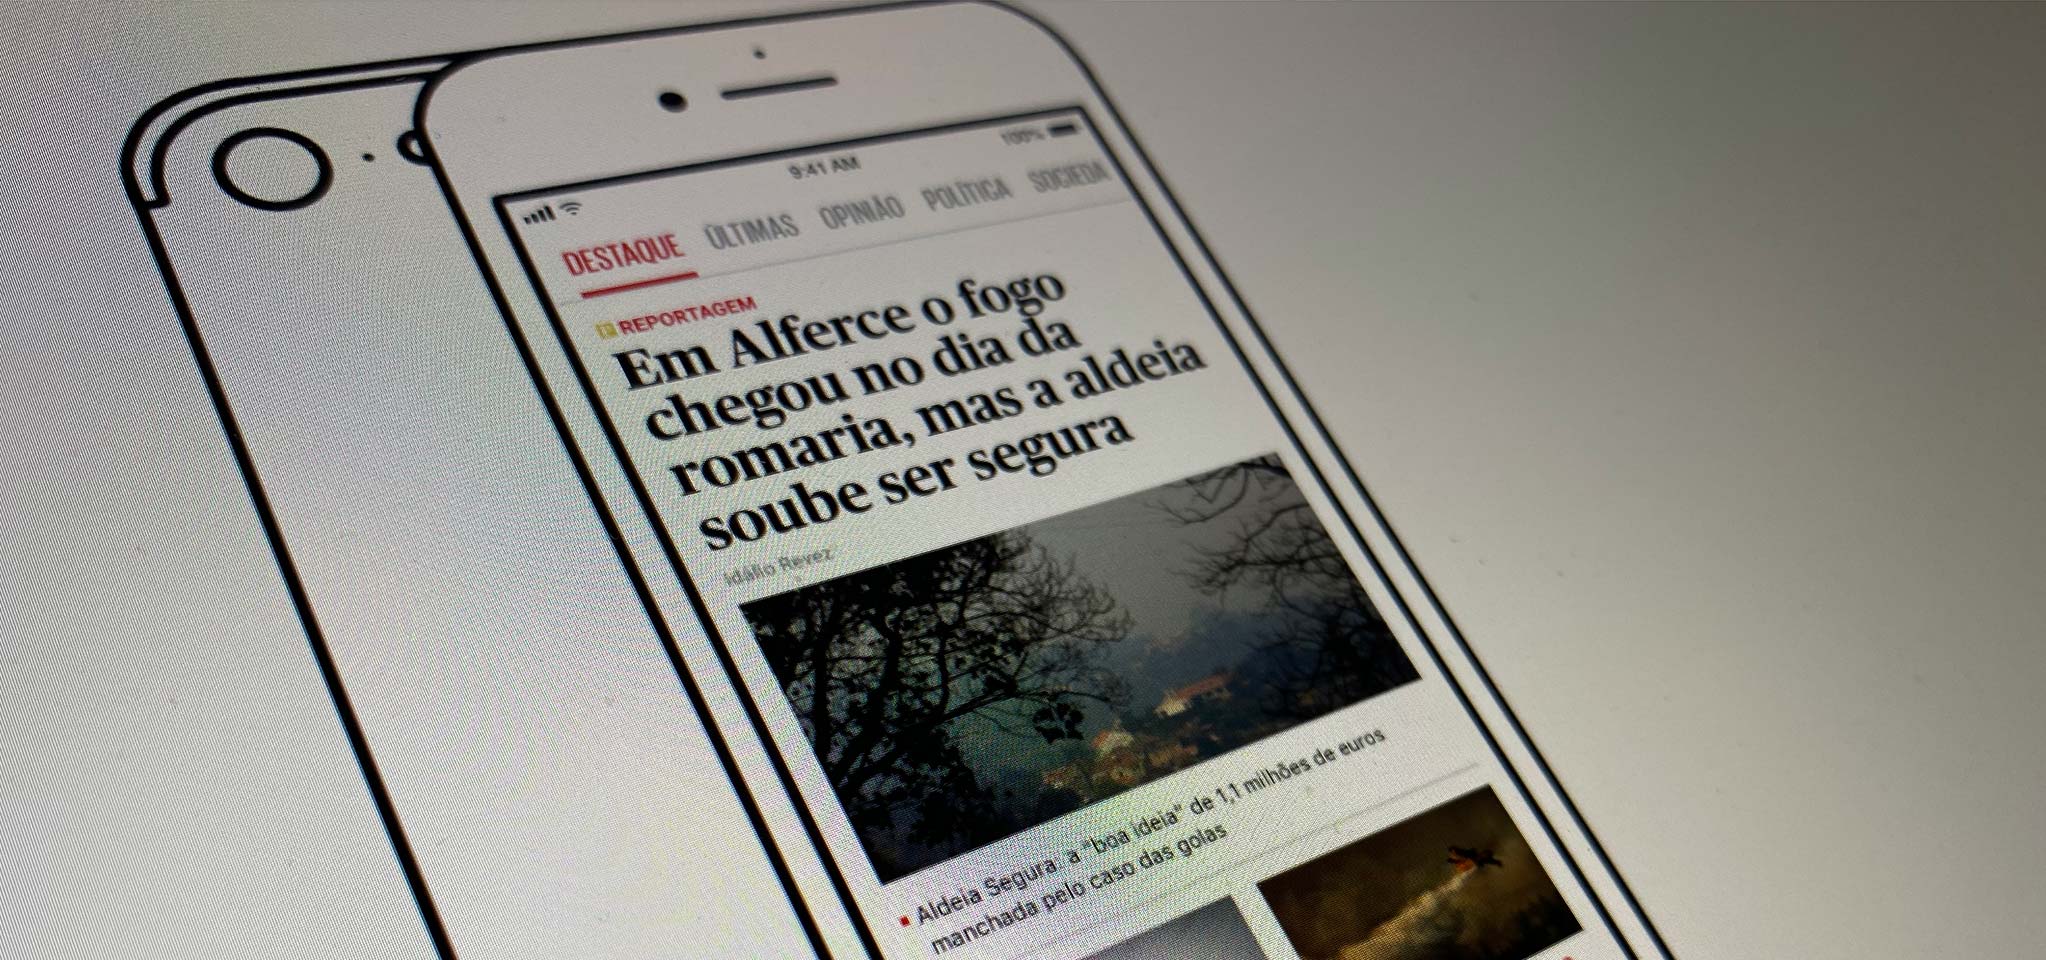 100%
9:41 AM
DESTAQUE ÚLTIMAS OPINIÃO POLÍTICA SOCIEDA
REPORTAGEM
Em Alferce o fogo
chegou no dia da
romaria, mas a aldeia
soube ser segura
Idálio Revez
Aldeia Segura: a "boa ideia" de 1,1 milhões de euros
manchada pelo caso das golas